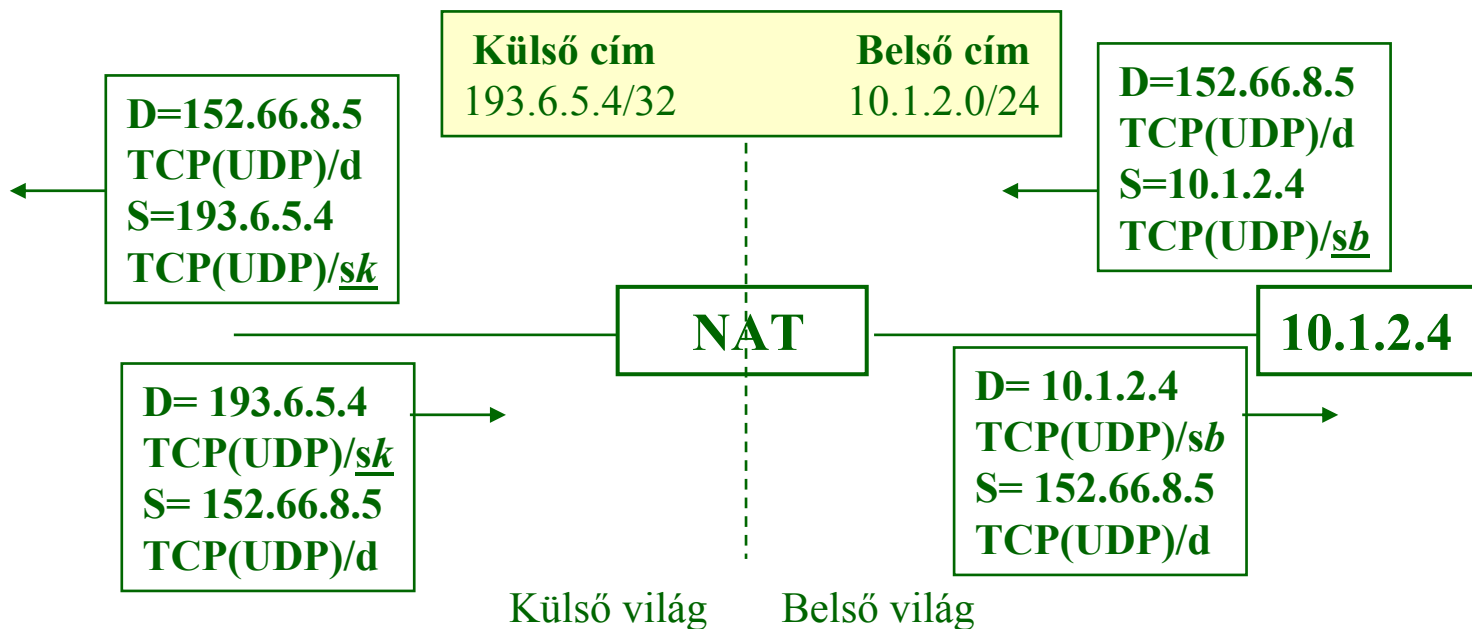 Külső cím Belső cím
193.6.5.4/32 10.1.2.0/24
D=152.66.8.5
TCP(UDP)/d
S=193.6.5.4
TCP(UDP)/sk
D=152.66.8.5
TCP(UDP)/d
S=10.1.2.4
TCP(UDP)/sb
NAT
10.1.2.4
D= 193.6.5.4
TCP(UDP)/sk
S= 152.66.8.5
TCP(UDP)/d
D= 10.1.2.4
TCP(UDP)/sb
S= 152.66.8.5
TCP(UDP)/d
Külső világ Belső világ